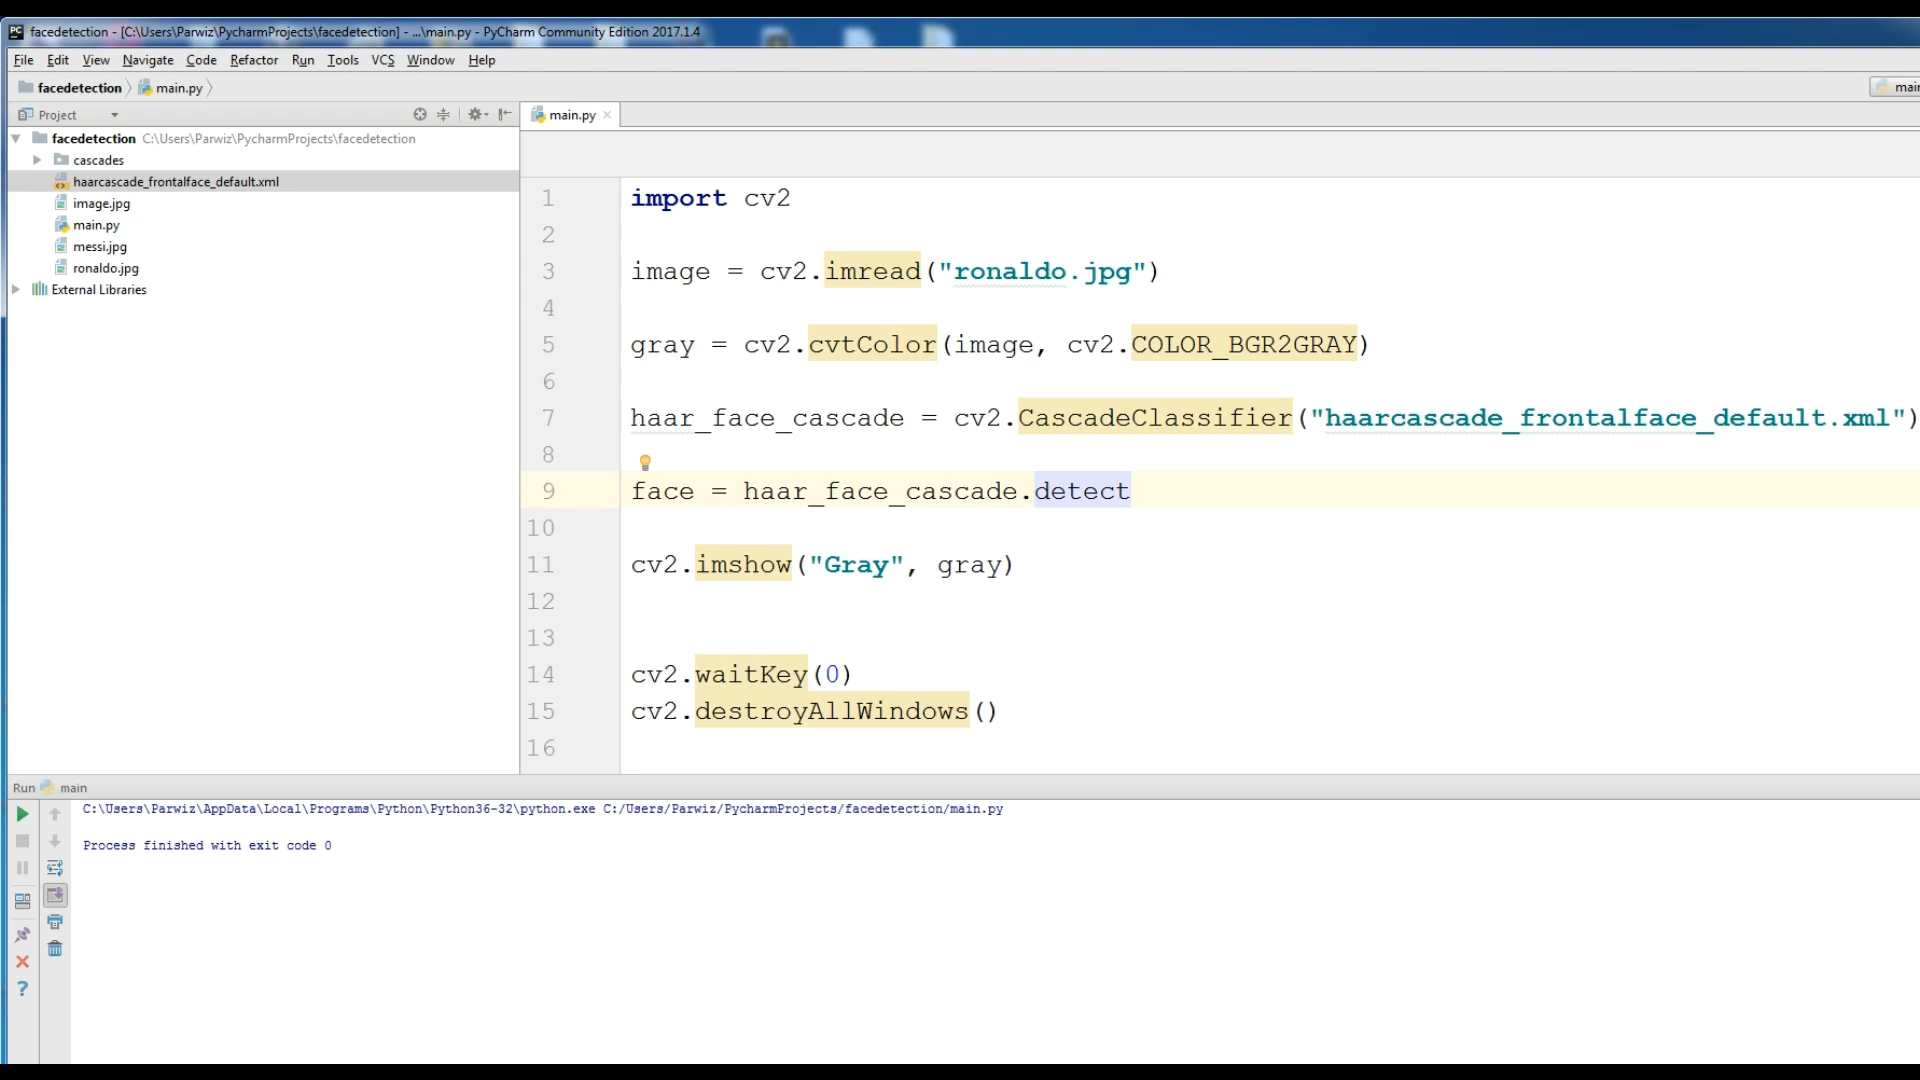 facedetection - [C:\Users\Parwiz\PycharmProjects\facedetection] - ...\main.py - PyCharm Community Edition 2017.1.4
File Edit View Navigate Code Refactor Run Tools VCS Window Help
facedetection main.py
main
Project
main.py
facedetection C:\Users\Parwiz\PycharmProjects\facedetection
cascades
haarcascade_frontalface_default.xml
image.jpg
main.py
messi.jpg
ronaldo.jpg
External Libraries
1 import cv2
2
3 image = cv2.imread("ronaldo.jpg")
4
5 gray = cv2.cvtColor(image, cv2.COLOR_BGR2GRAY)
6
7 haar_face_cascade = cv2.CascadeClassifier("haarcascade_frontalface_default.xml")
8
9 face = haar_face_cascade.detect
10
11 cv2.imshow("Gray", gray)
12
13
14 cv2.waitKey(0)
15 cv2.destroyAllWindows()
16
Run main
C:\Users\Parwiz\AppData\Local\Programs\Python\Python36-32\python.exe C:/Users/Parwiz/PycharmProjects/facedetection/main.py
Process finished with exit code 0